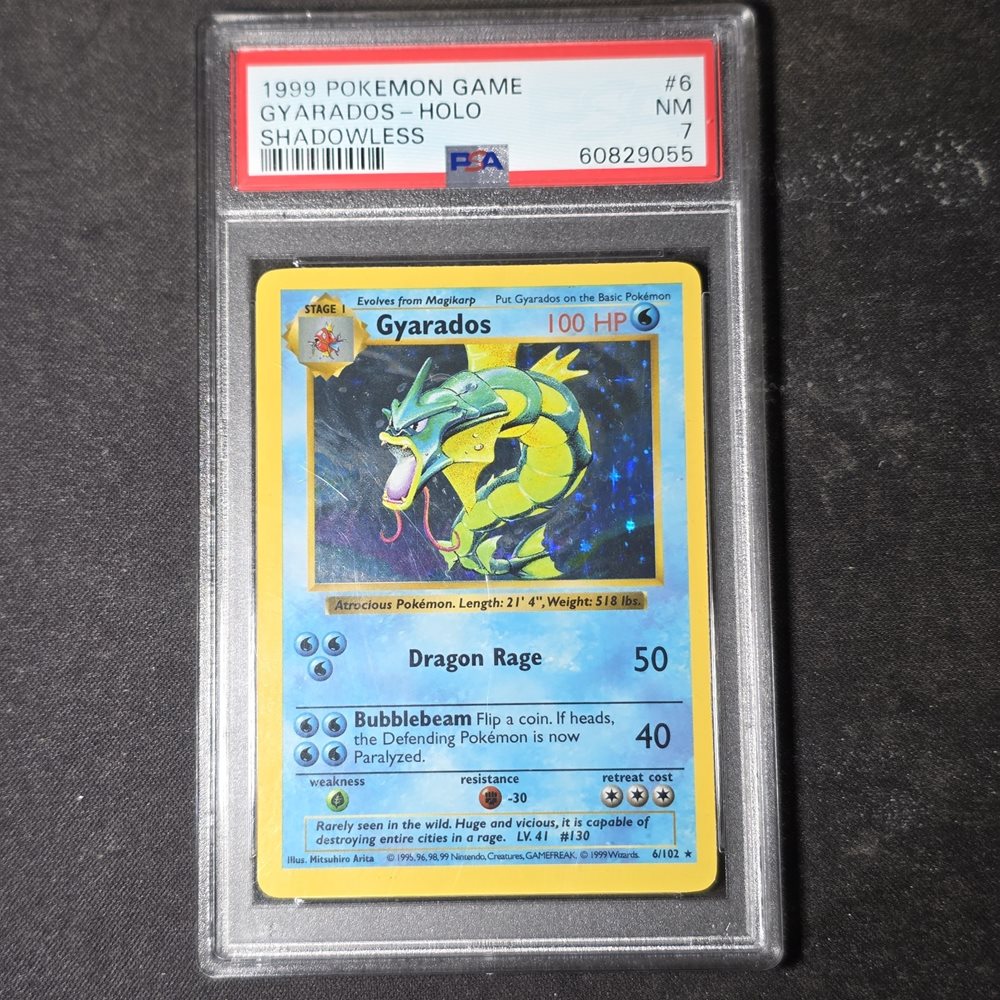 1999 POKEMON GAME #6
GYARADOS - HOLO NM
SHADOWLESS 7
PSA 60829055
Evolves from Magikarp Put Gyarados on the Basic Pokémon
STAGE 1
Gyarados 100 HP
Atrocious Pokémon. Length: 21' 4", Weight: 518 lbs.
Dragon Rage 50
Bubblebeam Flip a coin. If heads,
the Defending Pokémon is now 40
Paralyzed.
weakness resistance retreat cost
-30
Rarely seen in the wild. Huge and vicious, it is capable of
destroying entire cities in a rage. LV. 41 #130
Illus. Mitsuhiro Arita © 1995, 96, 98, 99 Nintendo, Creatures, GAMEFREAK. © 1999 Wizards. 6/102 ★